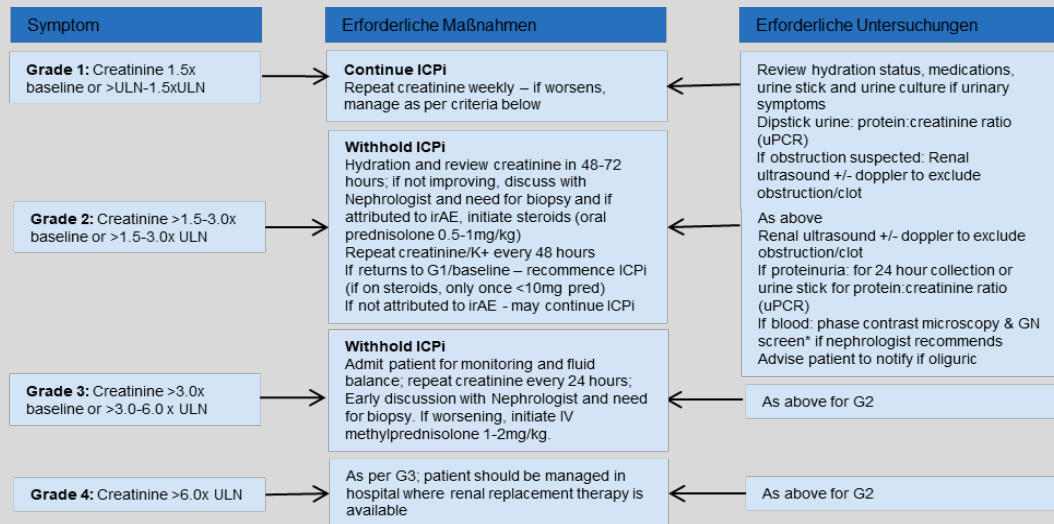 Symptom
Erforderliche Maßnahmen
Erforderliche Untersuchungen
Grade 1: Creatinine 1.5x
baseline or >ULN-1.5xULN
Continue ICPi
Repeat creatinine weekly – if worsens,
manage as per criteria below
Review hydration status, medications,
urine stick and urine culture if urinary
symptoms
Dipstick urine: protein:creatinine ratio
(uPCR)
If obstruction suspected: Renal
ultrasound +/- doppler to exclude
obstruction/clot
Grade 2: Creatinine >1.5-3.0x
baseline or >1.5-3.0x ULN
Withhold ICPi
Hydration and review creatinine in 48-72
hours; if not improving, discuss with
Nephrologist and need for biopsy and if
attributed to irAE, initiate steroids (oral
prednisolone 0.5-1mg/kg)
Repeat creatinine/K+ every 48 hours
If returns to G1/baseline – recommence ICPi
(if on steroids, only once <10mg pred)
If not attributed to irAE - may continue ICPi
As above
Renal ultrasound +/- doppler to exclude
obstruction/clot
If proteinuria: for 24 hour collection or
urine stick for protein:creatinine ratio
(uPCR)
If blood: phase contrast microscopy & GN
screen* if nephrologist recommends
Advise patient to notify if oliguric
Grade 3: Creatinine >3.0x
baseline or >3.0-6.0 x ULN
Withhold ICPi
Admit patient for monitoring and fluid
balance; repeat creatinine every 24 hours;
Early discussion with Nephrologist and need
for biopsy. If worsening, initiate IV
methylprednisolone 1-2mg/kg.
As above for G2
Grade 4: Creatinine >6.0x ULN
As per G3; patient should be managed in
hospital where renal replacement therapy is
available
As above for G2